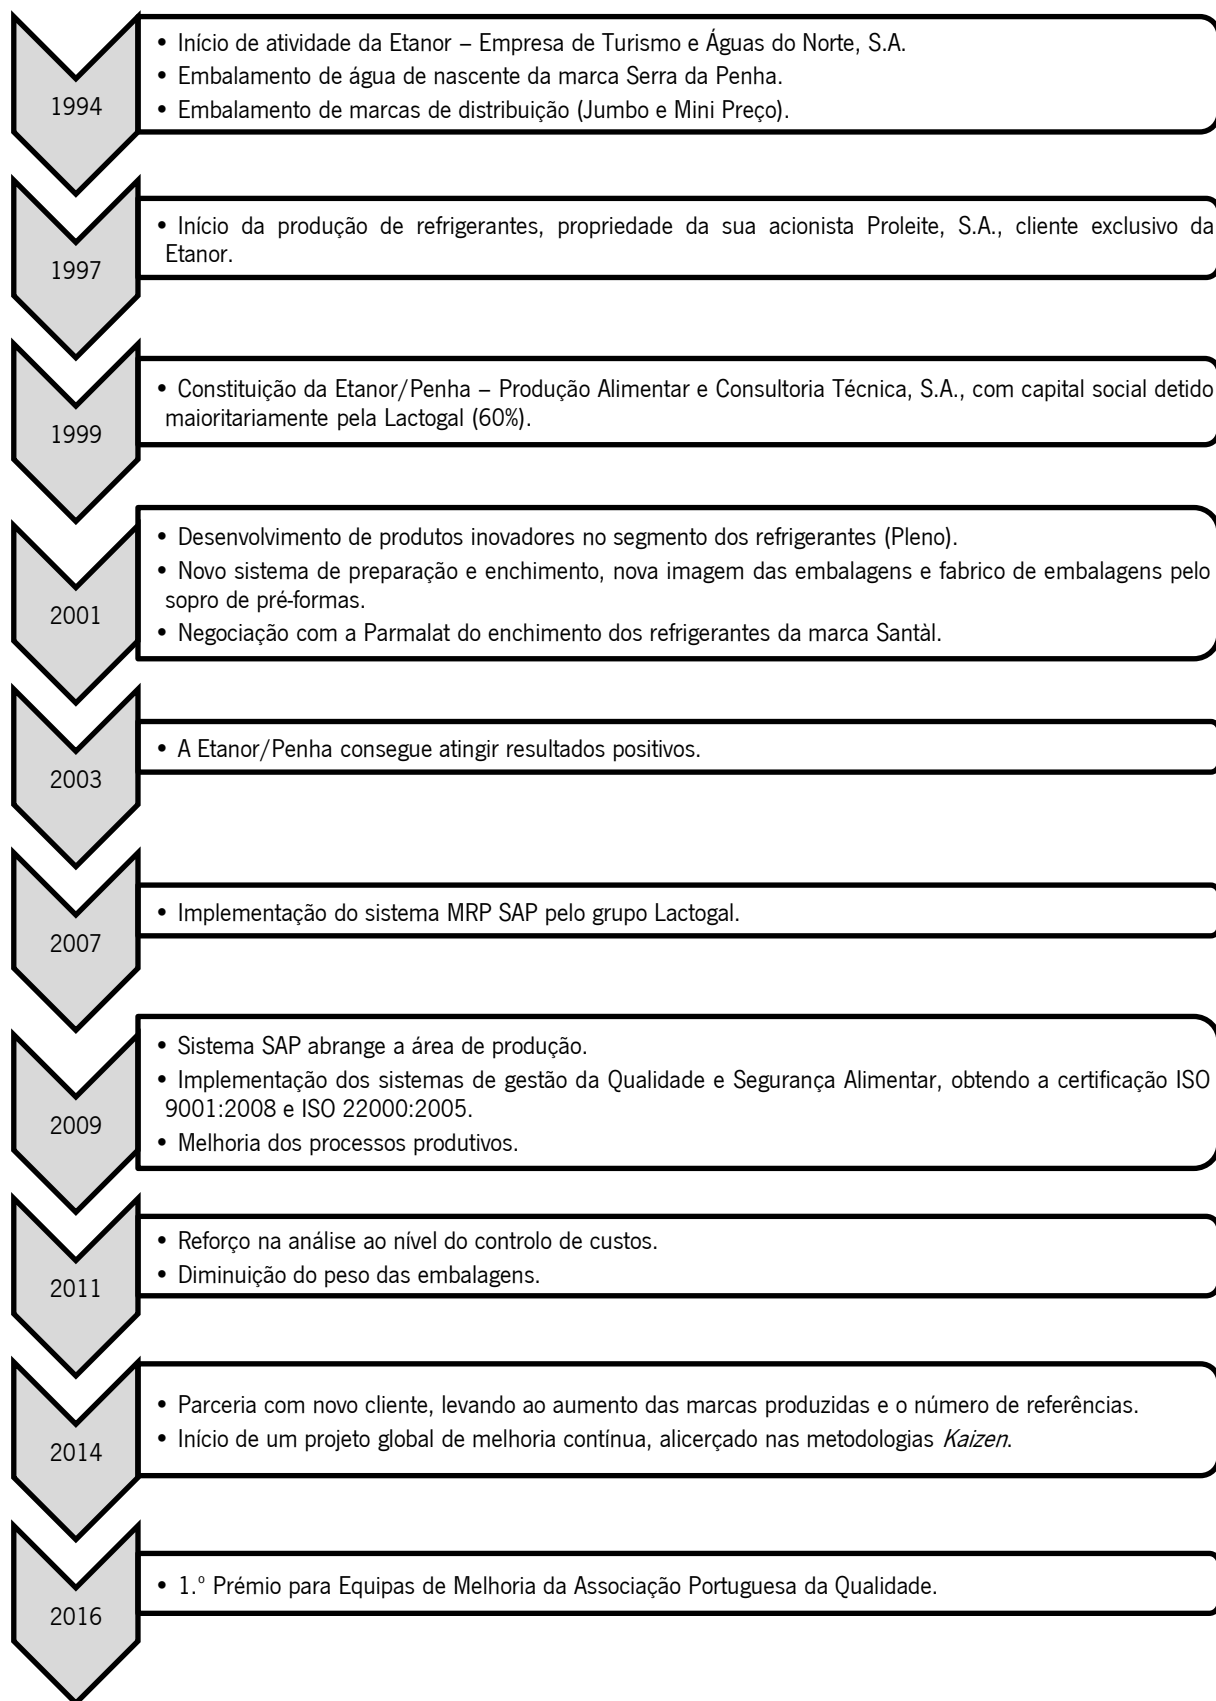 1994
• Início de atividade da Etanor – Empresa de Turismo e Águas do Norte, S.A.
• Embalamento de água de nascente da marca Serra da Penha.
• Embalamento de marcas de distribuição (Jumbo e Mini Preço).
1997
• Início da produção de refrigerantes, propriedade da sua acionista Proleite, S.A., cliente exclusivo da
Etanor.
1999
• Constituição da Etanor/Penha – Produção Alimentar e Consultoria Técnica, S.A., com capital social detido
maioritariamente pela Lactogal (60%).
2001
• Desenvolvimento de produtos inovadores no segmento dos refrigerantes (Pleno).
• Novo sistema de preparação e enchimento, nova imagem das embalagens e fabrico de embalagens pelo
sopro de pré-formas.
• Negociação com a Parmalat do enchimento dos refrigerantes da marca Santàl.
2003
• A Etanor/Penha consegue atingir resultados positivos.
2007
• Implementação do sistema MRP SAP pelo grupo Lactogal.
2009
• Sistema SAP abrange a área de produção.
• Implementação dos sistemas de gestão da Qualidade e Segurança Alimentar, obtendo a certificação ISO
9001:2008 e ISO 22000:2005.
• Melhoria dos processos produtivos.
2011
• Reforço na análise ao nível do controlo de custos.
• Diminuição do peso das embalagens.
2014
• Parceria com novo cliente, levando ao aumento das marcas produzidas e o número de referências.
• Início de um projeto global de melhoria contínua, alicerçado nas metodologias Kaizen.
2016
• 1.º Prémio para Equipas de Melhoria da Associação Portuguesa da Qualidade.